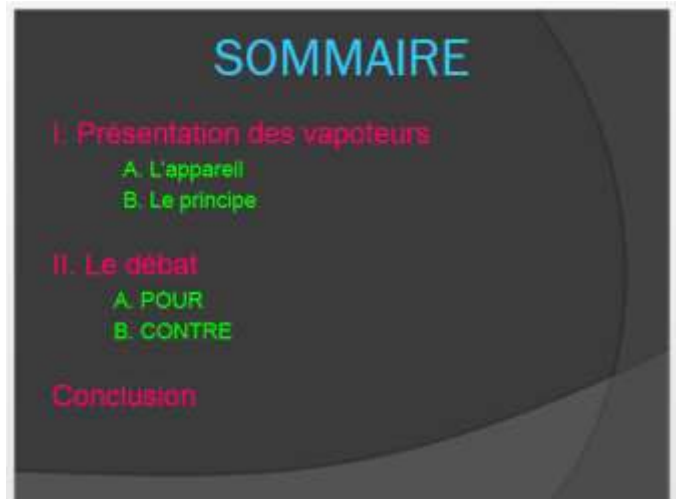 SOMMAIRE
I. Présentation des vapoteurs
A. L'appareil
B. Le principe
II. Le débat
A. POUR
B. CONTRE
Conclusion